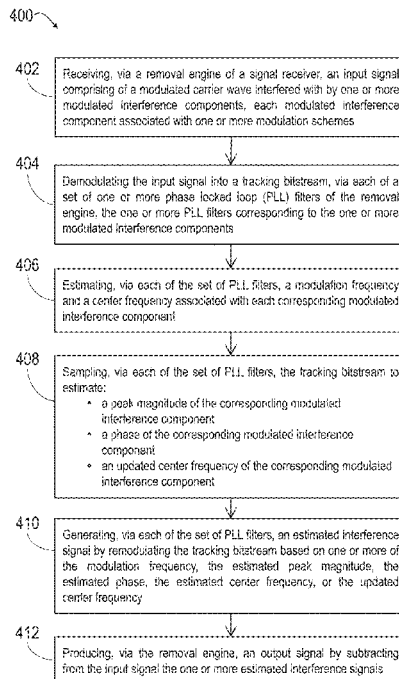 400
402
Receiving, via a removal engine of a signal receiver, an input signal
comprising of a modulated carrier wave interfered with by one or more
modulated interference components, each modulated interference
component associated with one or more modulation schemes
404
Demodulating the input signal into a tracking bitstream, via each of a
set of one or more phase locked loop (PLL) filters of the removal
engine, the one or more PLL filters corresponding to the one or more
modulated interference components
406
Estimating, via each of the set of PLL filters, a modulation frequency
and a center frequency associated with each corresponding modulated
interference component
408
Sampling, via each of the set of PLL filters, the tracking bitstream to
estimate:
• a peak magnitude of the corresponding modulated
interference component
• a phase of the corresponding modulated interference
component
• an updated center frequency of the corresponding modulated
interference component
410
Generating, via each of the set of PLL filters, an estimated interference
signal by remodulating the tracking bitstream based on one or more of
the modulation frequency, the estimated peak magnitude, the
estimated phase, the estimated center frequency, or the updated
center frequency
412
Producing, via the removal engine, an output signal by subtracting
from the input signal the one or more estimated interference signals